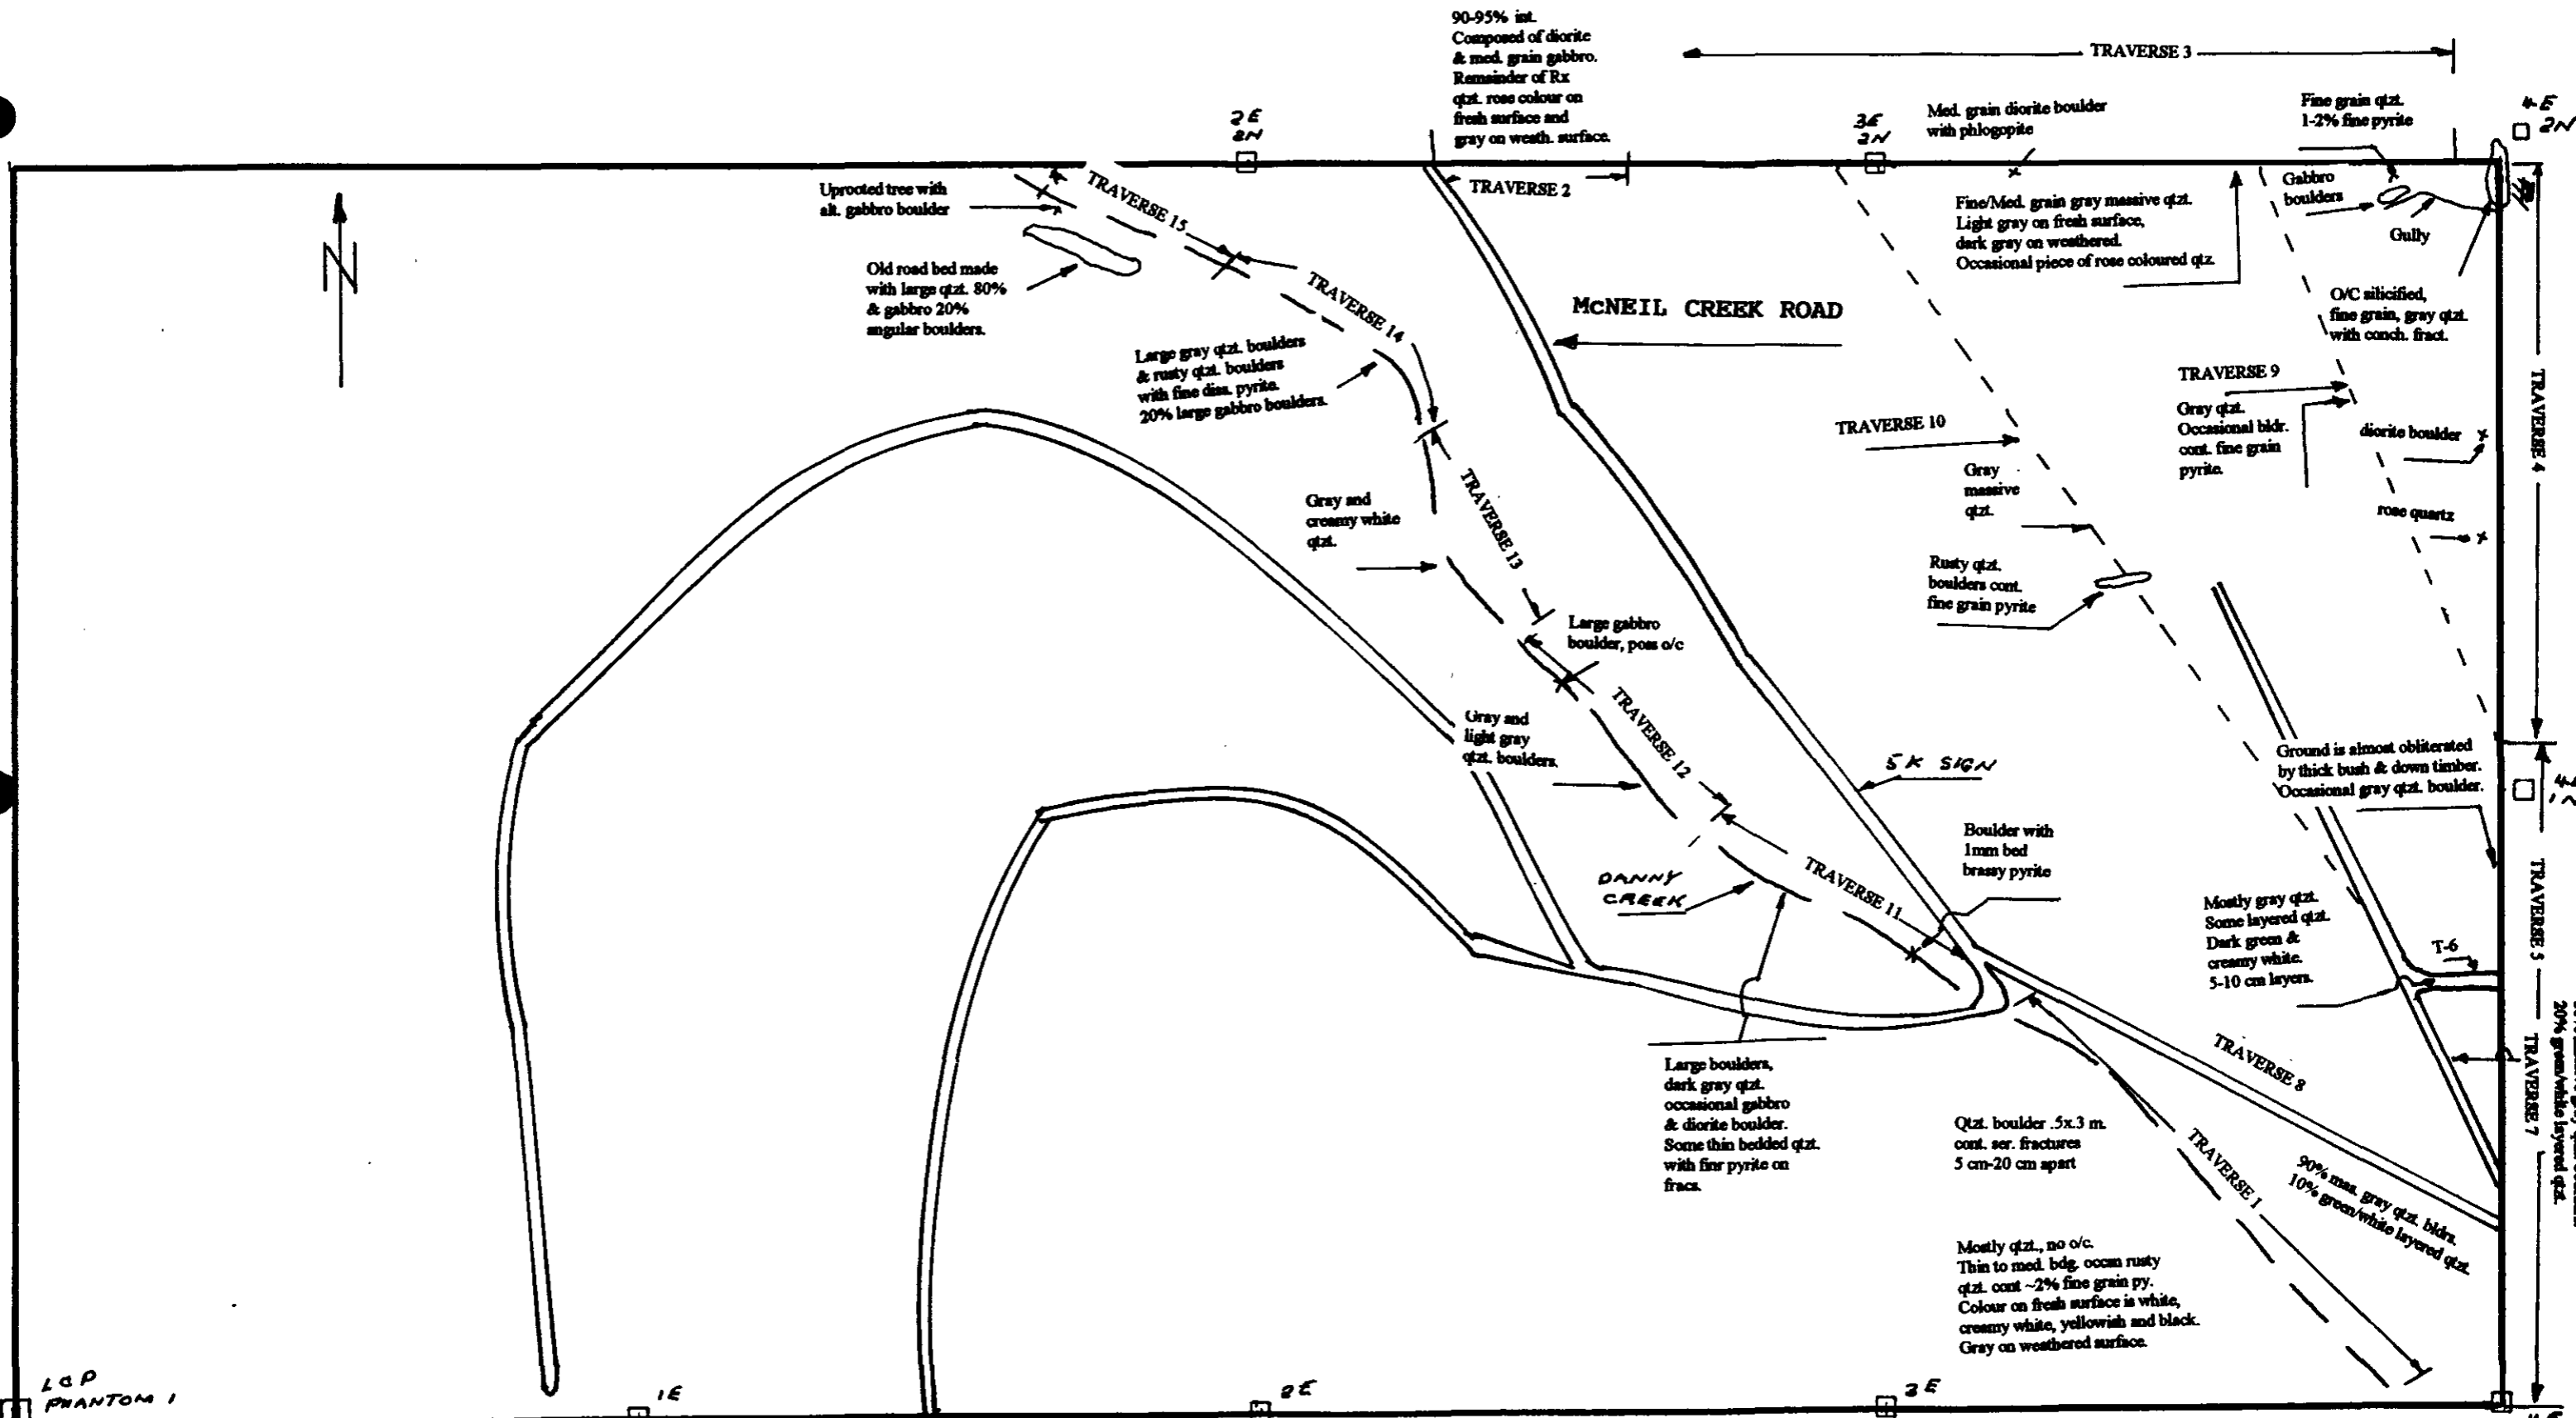 90-95% int.
Composed of diorite
& med. grain gabbro.
Remainder of Rx
qtzt. rose colour on
fresh surface and
gray on weath. surface.
TRAVERSE 3
2E
2N
3E
2N
Med. grain diorite boulder
with phlogopite
Fine grain qtzt.
1-2% fine pyrite
4E
2N
Uprooted tree with
alt. gabbro boulder
TRAVERSE 15
TRAVERSE 2
N
Fine/Med. grain gray massive qtzt.
Light gray on fresh surface,
dark gray on weathered.
Occasional piece of rose coloured qtz.
Gabbro
boulders
Gully
Old road bed made
with large qtzt. 80%
& gabbro 20%
angular boulders.
TRAVERSE 14
McNEIL CREEK ROAD
O/C silicified,
fine grain, gray qtzt.
with conch. fract.
Large gray qtzt. boulders
& rusty qtzt. boulders
with fine diss. pyrite.
20% large gabbro boulders.
TRAVERSE 9
Gray qtzt.
Occasional bldr.
cont. fine grain
pyrite.
TRAVERSE 4
TRAVERSE 10
diorite boulder
Gray
massive
qtzt.
rose quartz
Gray and
creamy white
qtzt.
TRAVERSE 13
Rusty qtzt.
boulders cont.
fine grain pyrite
Large gabbro
boulder, poss o/c
Gray and
light gray
qtzt. boulders.
TRAVERSE 12
5K SIGN
Ground is almost obliterated
by thick bush & down timber.
Occasional gray qtzt. boulder.
Boulder with
1mm bed
brassy pyrite
DANNY
CREEK
TRAVERSE 11
Mostly gray qtzt.
Some layered qtzt.
Dark green &
creamy white.
5-10 cm layers.
T-6
TRAVERSE 5
Large boulders,
dark gray qtzt.
occasional gabbro
& diorite boulder.
Some thin bedded qtzt.
with finr pyrite on
fracs.
TRAVERSE 8
TRAVERSE 7
20% green/white layered qtzt.
Qtzt. boulder .5x.3 m.
cont. ser. fractures
5 cm-20 cm apart
TRAVERSE 1
90% mas. gray qtzt. bldrs.
10% green/white layered qtzt.
Mostly qtzt., no o/c.
Thin to med. bdg. occan rusty
qtzt. cont ~2% fine grain py.
Colour on fresh surface is white,
creamy white, yellowish and black.
Gray on weathered surface.
LCP
PHANTOM 1
1E
2E
3E